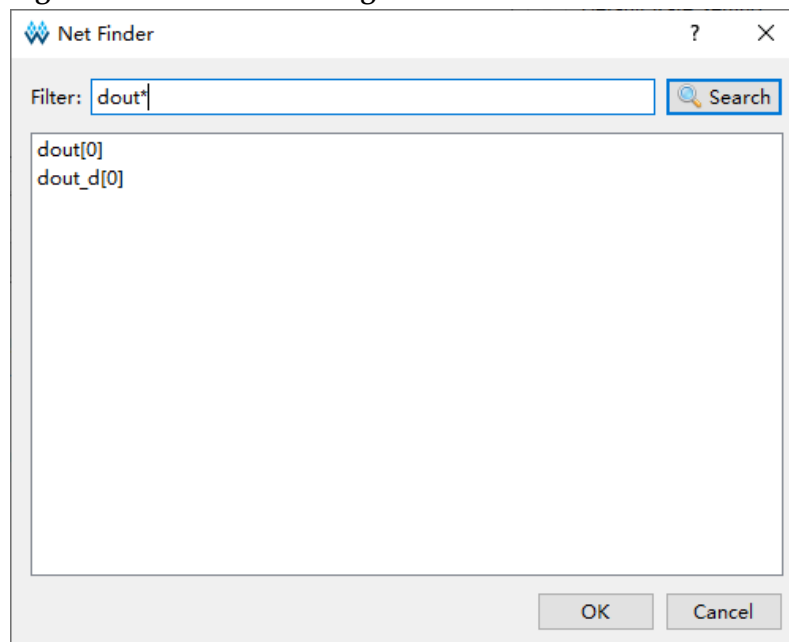 Net Finder ? ×
Filter: dout* Search
dout[0]
dout_d[0]
OK Cancel